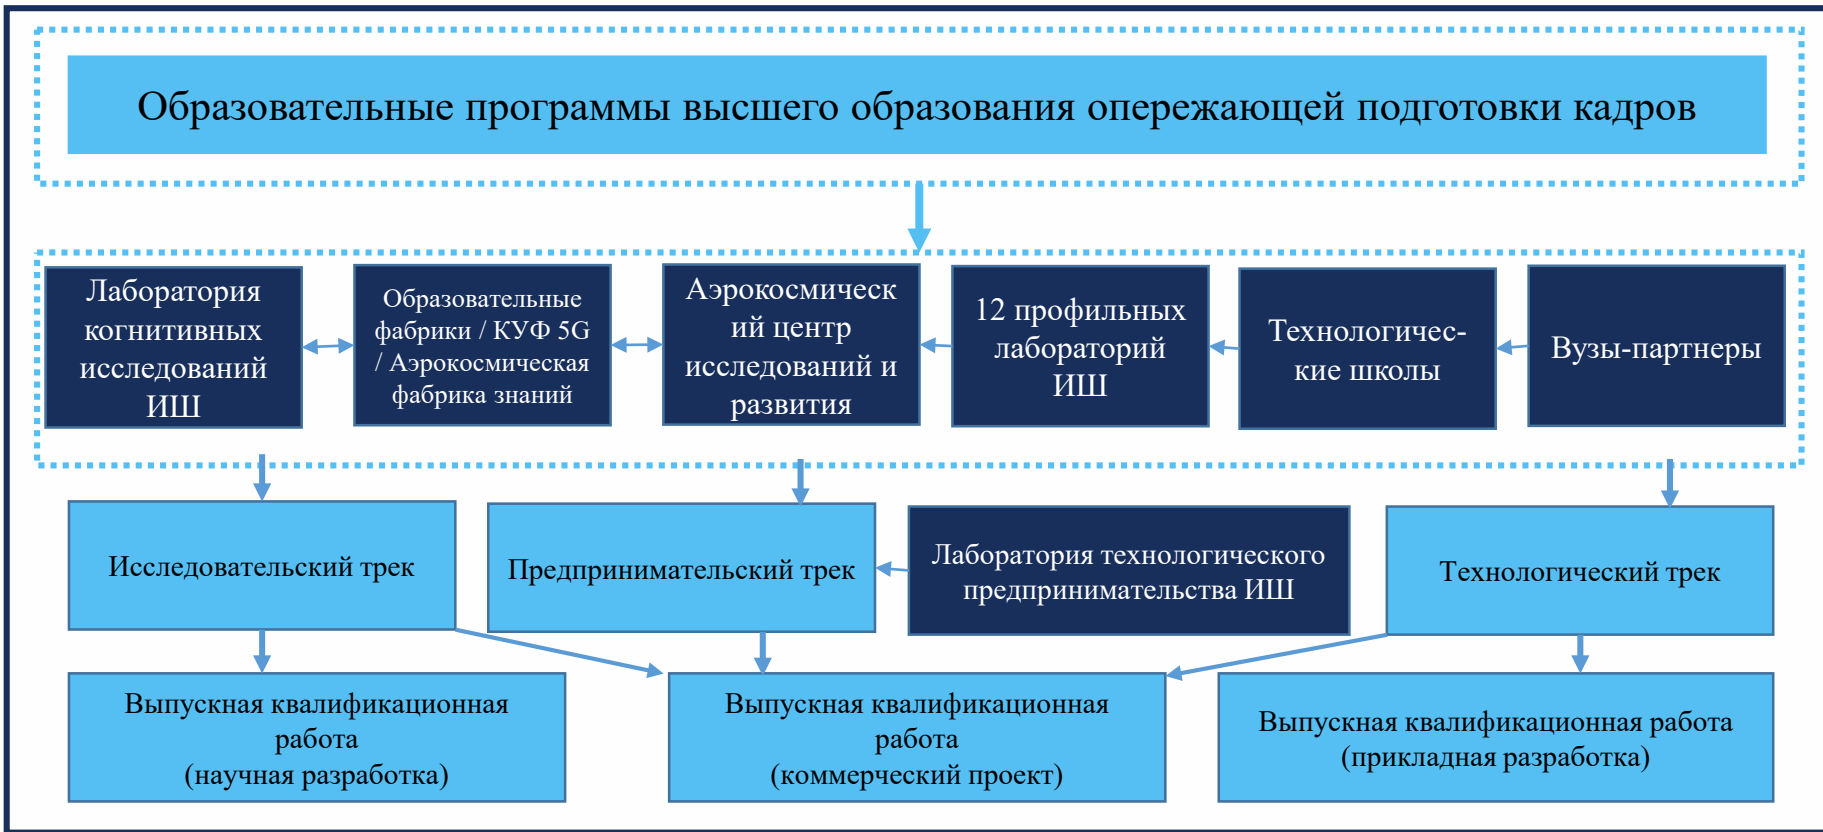 Образовательные программы высшего образования опережающей подготовки кадров
Лаборатория
когнитивных
исследований
ИШ
Образовательные
фабрики / КУФ 5G
/ Аэрокосмическая
фабрика знаний
Аэрокосмическ
ий центр
исследований и
развития
12 профильных
лабораторий
ИШ
Технологичес-
кие школы
Вузы-партнеры
Исследовательский трек
Предпринимательский трек
Лаборатория технологического
предпринимательства ИШ
Технологический трек
Выпускная квалификационная
работа
(научная разработка)
Выпускная квалификационная
работа
(коммерческий проект)
Выпускная квалификационная работа
(прикладная разработка)